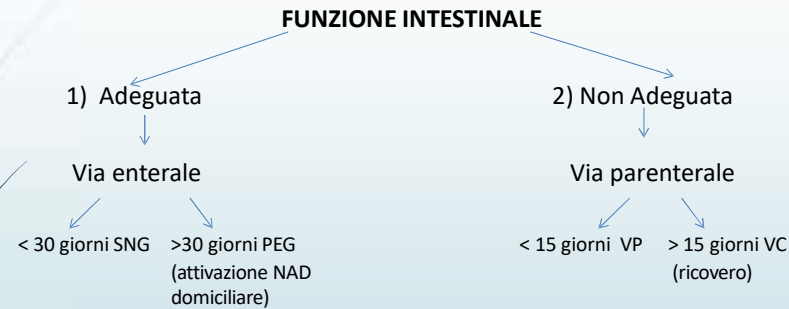 FUNZIONE INTESTINALE
1) Adeguata
2) Non Adeguata
Via enterale
Via parenterale
< 30 giorni SNG
>30 giorni PEG
(attivazione NAD
domiciliare)
< 15 giorni VP
> 15 giorni VC
(ricovero)